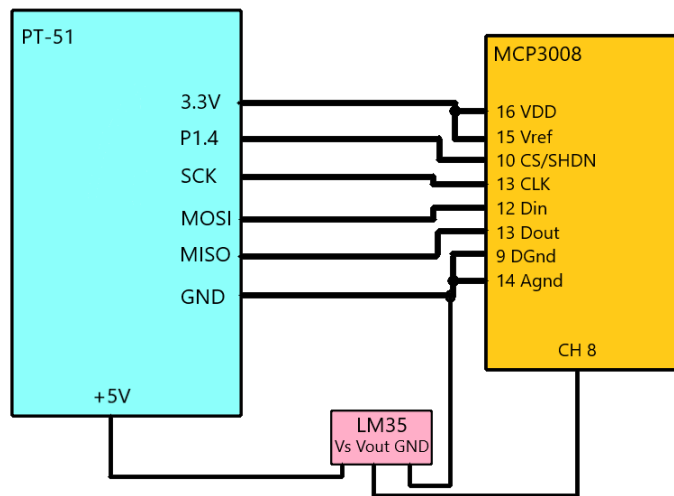 PT-51
3.3V
P1.4
SCK
MOSI
MISO
GND
+5V
MCP3008
16 VDD
15 Vref
10 CS/SHDN
13 CLK
12 Din
13 Dout
9 DGnd
14 Agnd
CH 8
LM35
Vs Vout GND